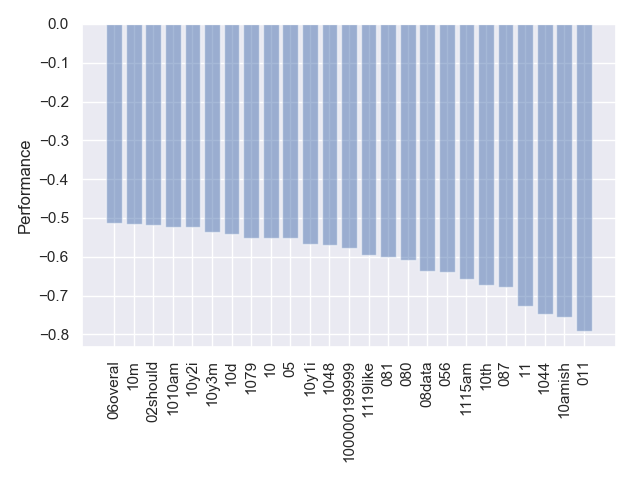 0.0
−0.1
−0.2
−0.3
−0.4
−0.5
−0.6
−0.7
−0.8
Performance
06overal
10m
02should
1010am
10y2i
10y3m
10d
1079
10
05
10y1i
1048
100000199999
1119like
081
080
08data
056
1115am
10th
087
11
1044
10amish
011